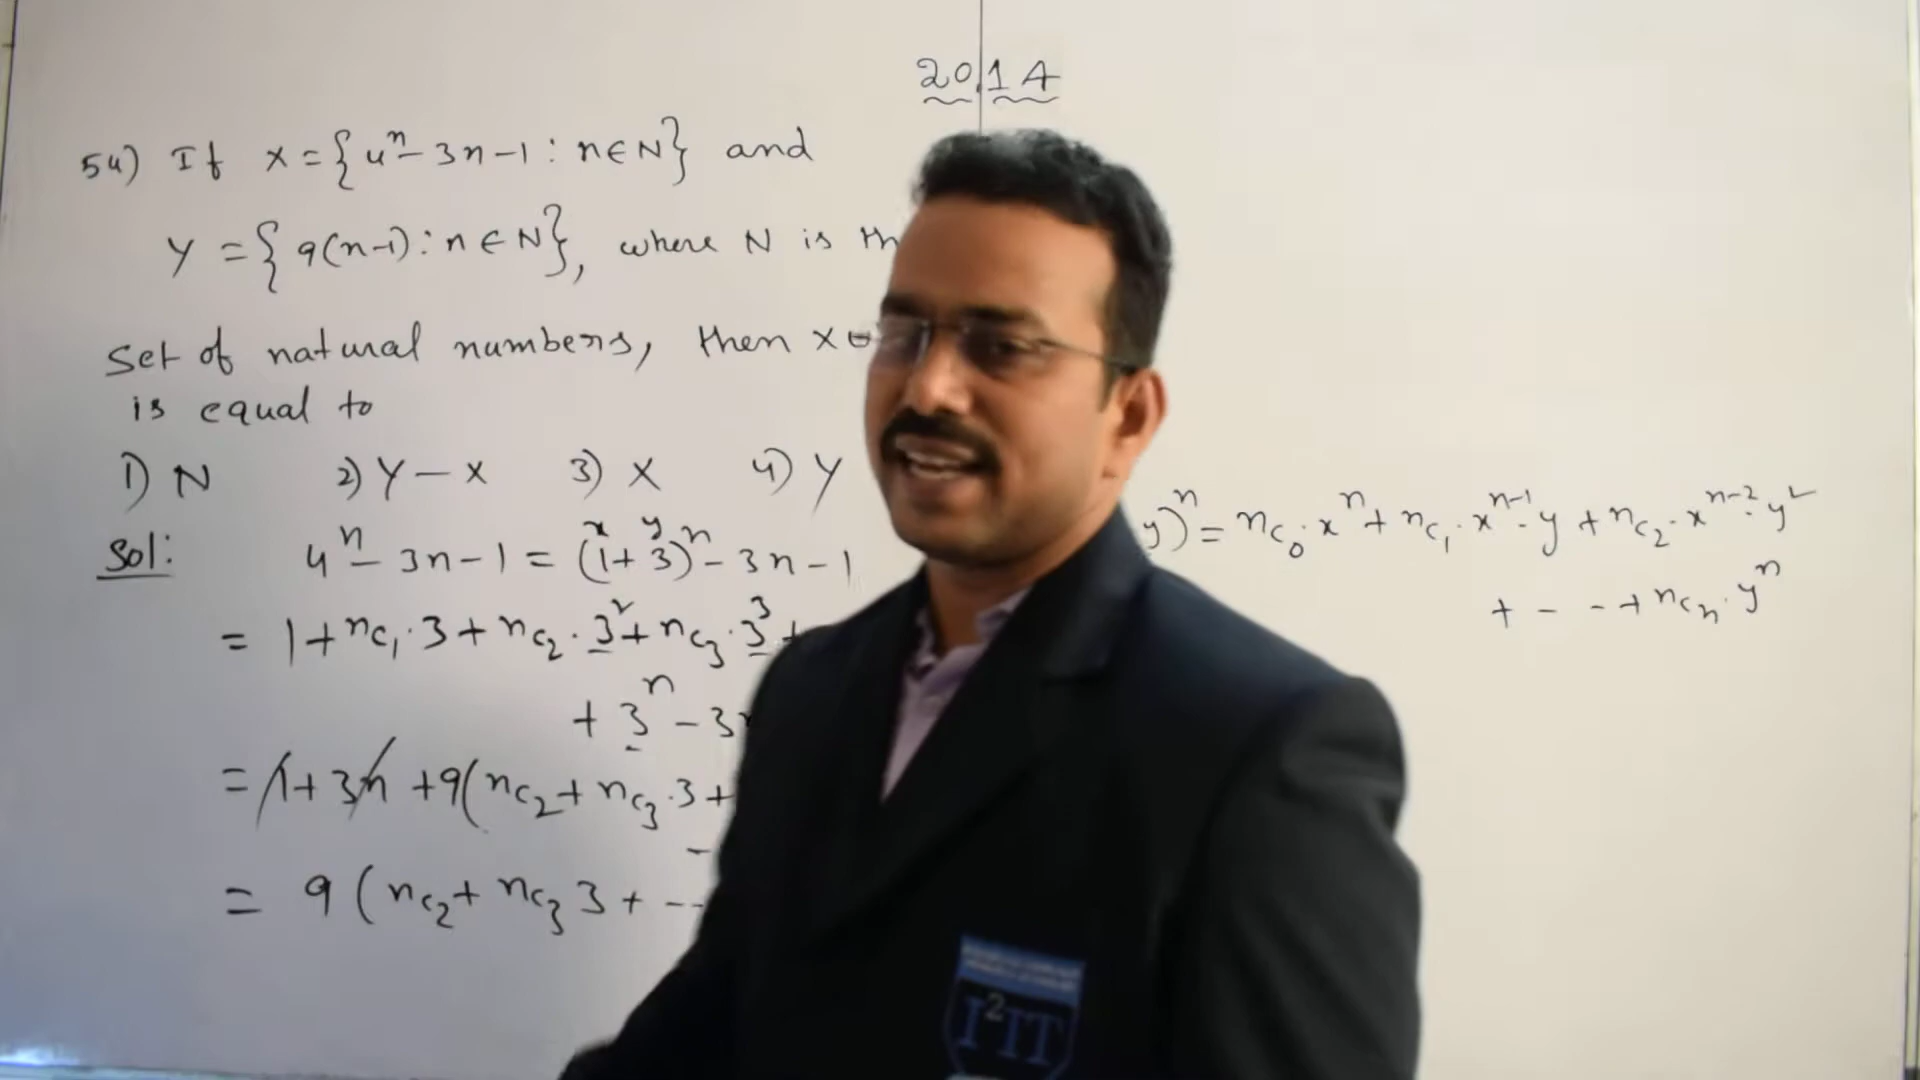 2014
54) If x = {4ⁿ - 3n - 1 : n ∈ N} and
Y = {9(n-1) : n ∈ N}, where N is th
set of natural numbers, then x ∪
is equal to
1) N 2) Y - x 3) X 4) Y
Sol: 4ⁿ - 3n - 1 = (1 + 3)ⁿ - 3n - 1
x y
= 1 + nc₁·3 + nc₂·3² + nc₃·3³ +
+ 3ⁿ - 3n
= 1 + 3n + 9(nc₂ + nc₃·3 +
-
= 9(nc₂ + nc₃ 3 + --
y)ⁿ = nc₀·xⁿ + nc₁·xⁿ⁻¹·y + nc₂·xⁿ⁻²·y²
+ - - + ncₙ·yⁿ
I²IT